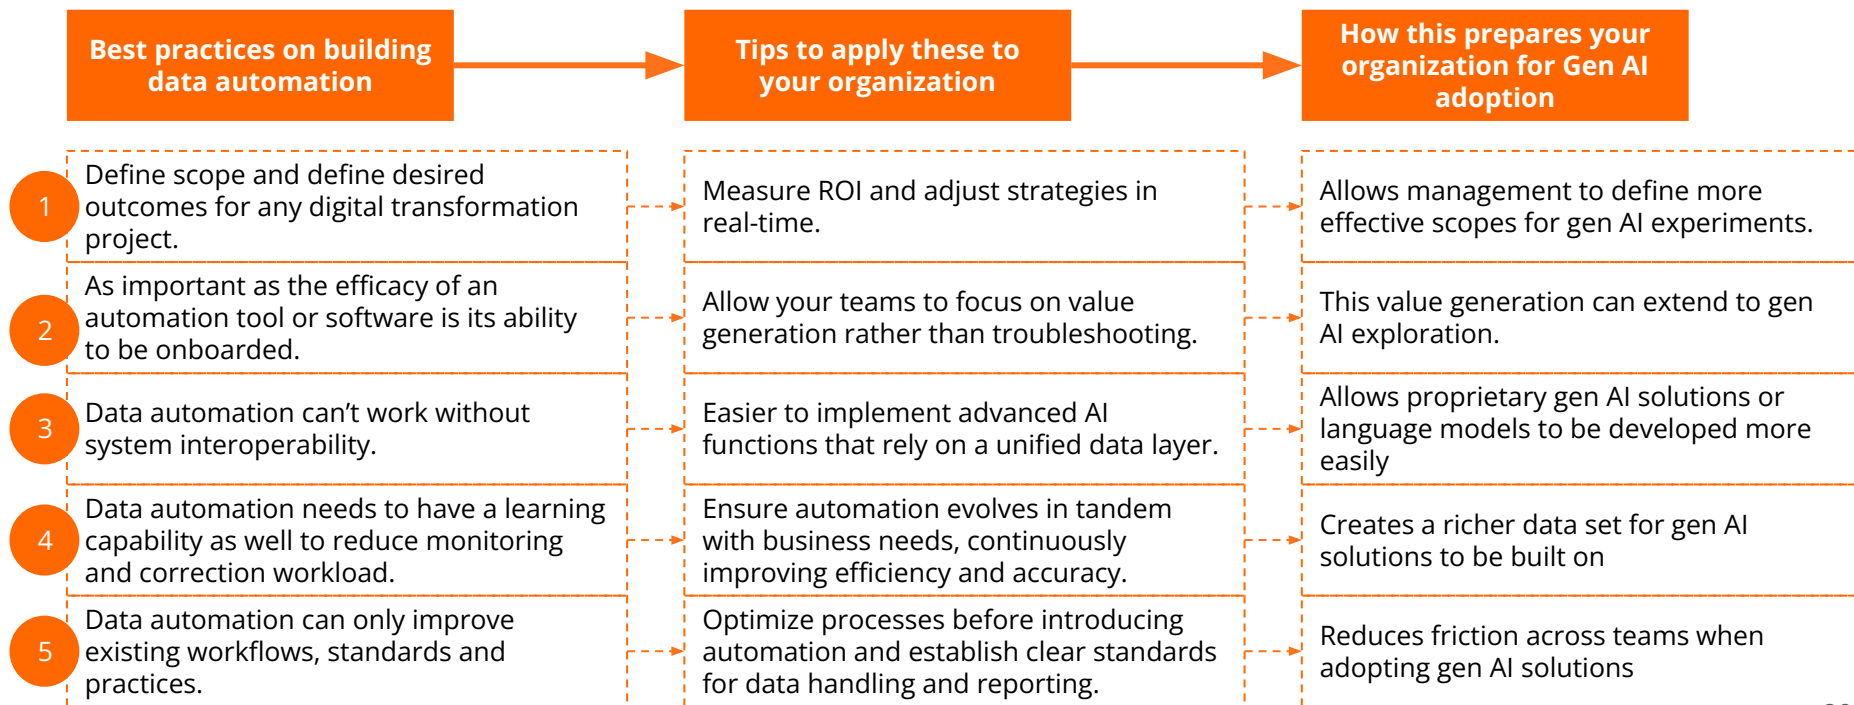 Best practices on building
data automation
Tips to apply these to
your organization
How this prepares your
organization for Gen AI
adoption
1
Define scope and define desired
outcomes for any digital transformation
project.
Measure ROI and adjust strategies in
real-time.
Allows management to define more
effective scopes for gen AI experiments.
2
As important as the efficacy of an
automation tool or software is its ability
to be onboarded.
Allow your teams to focus on value
generation rather than troubleshooting.
This value generation can extend to gen
AI exploration.
3
Data automation can’t work without
system interoperability.
Easier to implement advanced AI
functions that rely on a unified data layer.
Allows proprietary gen AI solutions or
language models to be developed more
easily
4
Data automation needs to have a learning
capability as well to reduce monitoring
and correction workload.
Ensure automation evolves in tandem
with business needs, continuously
improving efficiency and accuracy.
Creates a richer data set for gen AI
solutions to be built on
5
Data automation can only improve
existing workflows, standards and
practices.
Optimize processes before introducing
automation and establish clear standards
for data handling and reporting.
Reduces friction across teams when
adopting gen AI solutions